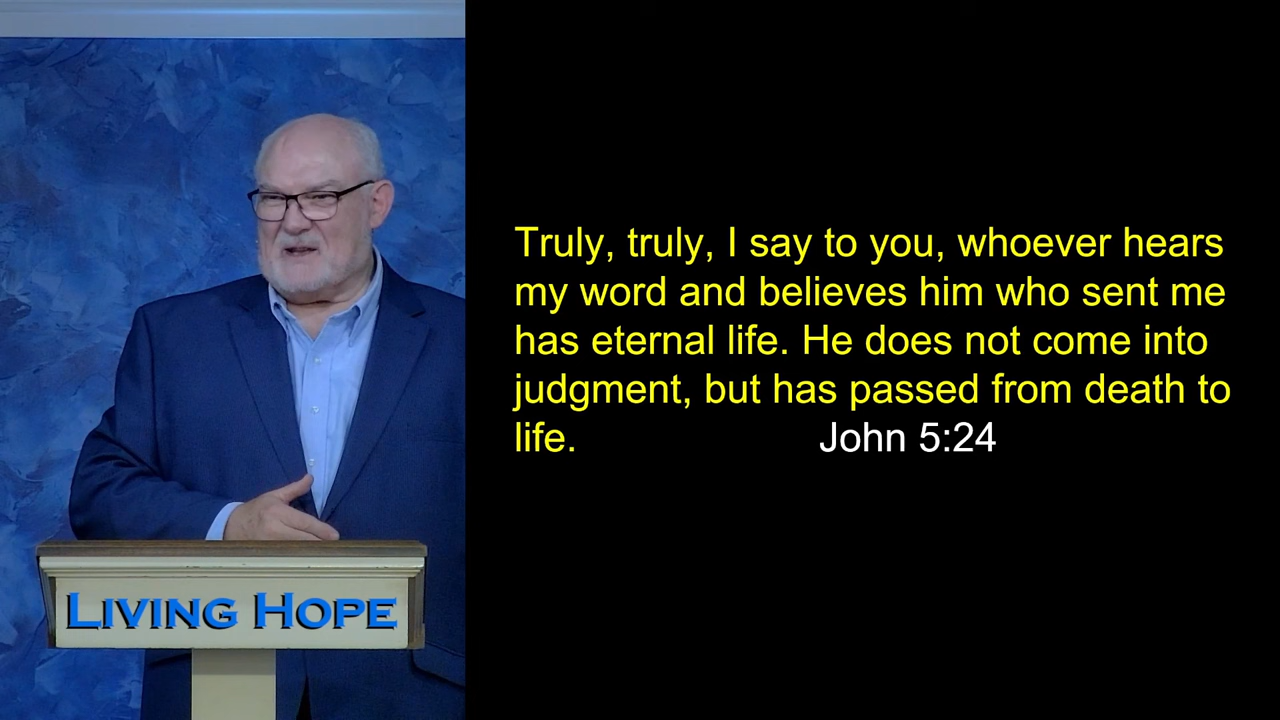 Truly, truly, I say to you, whoever hears
my word and believes him who sent me
has eternal life. He does not come into
judgment, but has passed from death to
life. John 5:24
LIVING HOPE